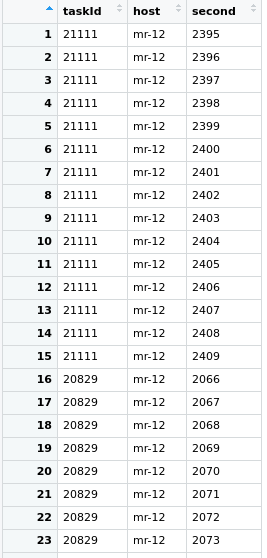 taskId host second
1 21111 mr-12 2395
2 21111 mr-12 2396
3 21111 mr-12 2397
4 21111 mr-12 2398
5 21111 mr-12 2399
6 21111 mr-12 2400
7 21111 mr-12 2401
8 21111 mr-12 2402
9 21111 mr-12 2403
10 21111 mr-12 2404
11 21111 mr-12 2405
12 21111 mr-12 2406
13 21111 mr-12 2407
14 21111 mr-12 2408
15 21111 mr-12 2409
16 20829 mr-12 2066
17 20829 mr-12 2067
18 20829 mr-12 2068
19 20829 mr-12 2069
20 20829 mr-12 2070
21 20829 mr-12 2071
22 20829 mr-12 2072
23 20829 mr-12 2073